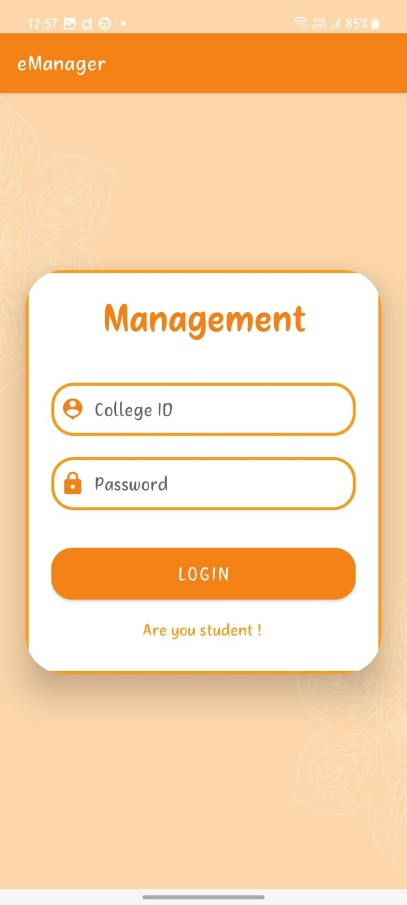 12:57 85%
eManager
Management
College ID
Password
LOGIN
Are you student !